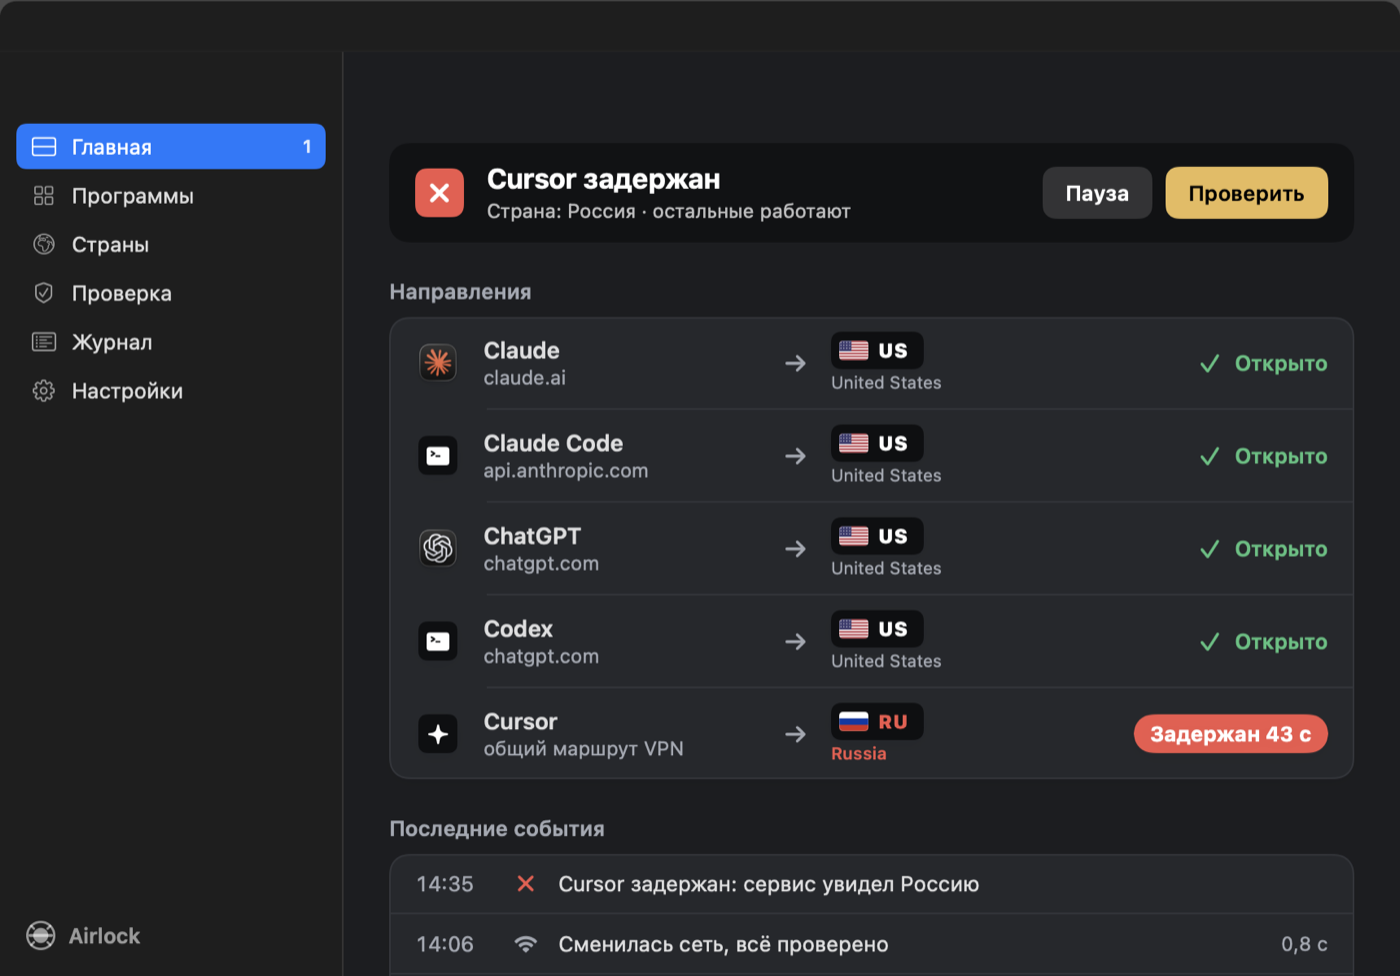 Главная 1
Программы
Страны
Проверка
Журнал
Настройки
Airlock
Cursor задержан
Страна: Россия · остальные работают
Пауза
Проверить
Направления
Claude
claude.ai
US
United States
Открыто
Claude Code
api.anthropic.com
US
United States
Открыто
ChatGPT
chatgpt.com
US
United States
Открыто
Codex
chatgpt.com
US
United States
Открыто
Cursor
общий маршрут VPN
RU
Russia
Задержан 43 с
Последние события
14:35 Cursor задержан: сервис увидел Россию
14:06 Сменилась сеть, всё проверено 0,8 с